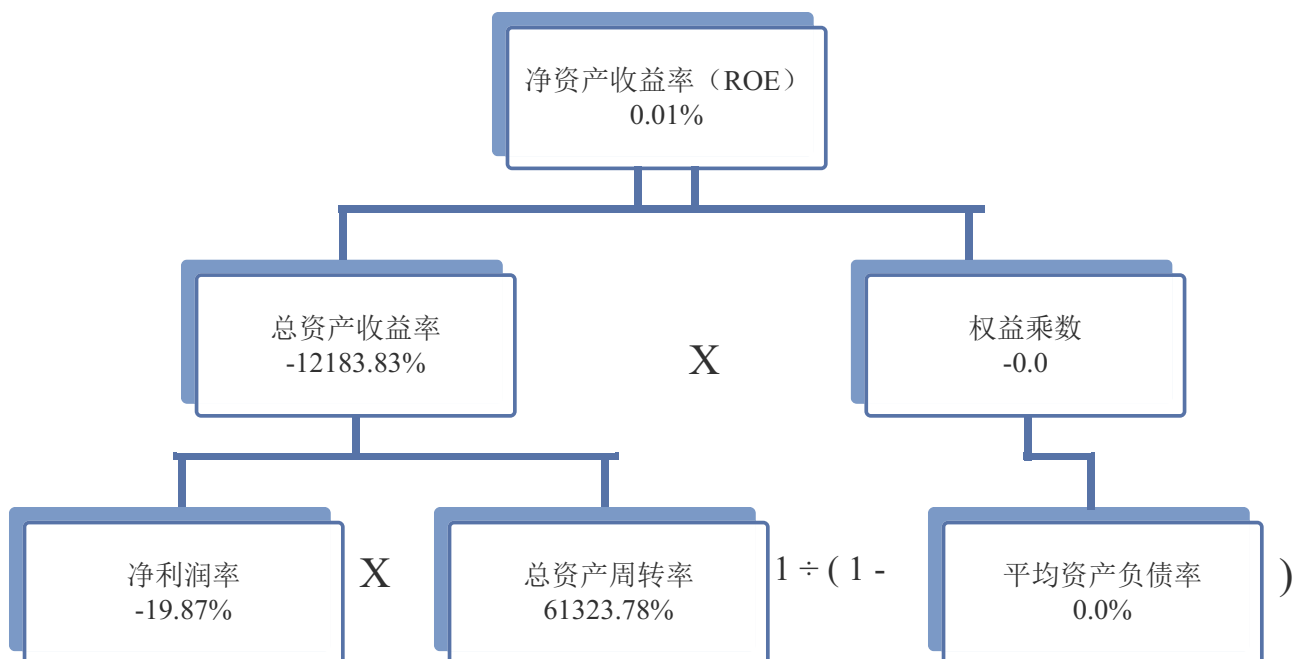 净资产收益率（ROE）
0.01%
总资产收益率
-12183.83%
X
权益乘数
-0.0
净利润率
-19.87%
X
总资产周转率
61323.78%
1 ÷ ( 1 -
平均资产负债率
0.0%
)